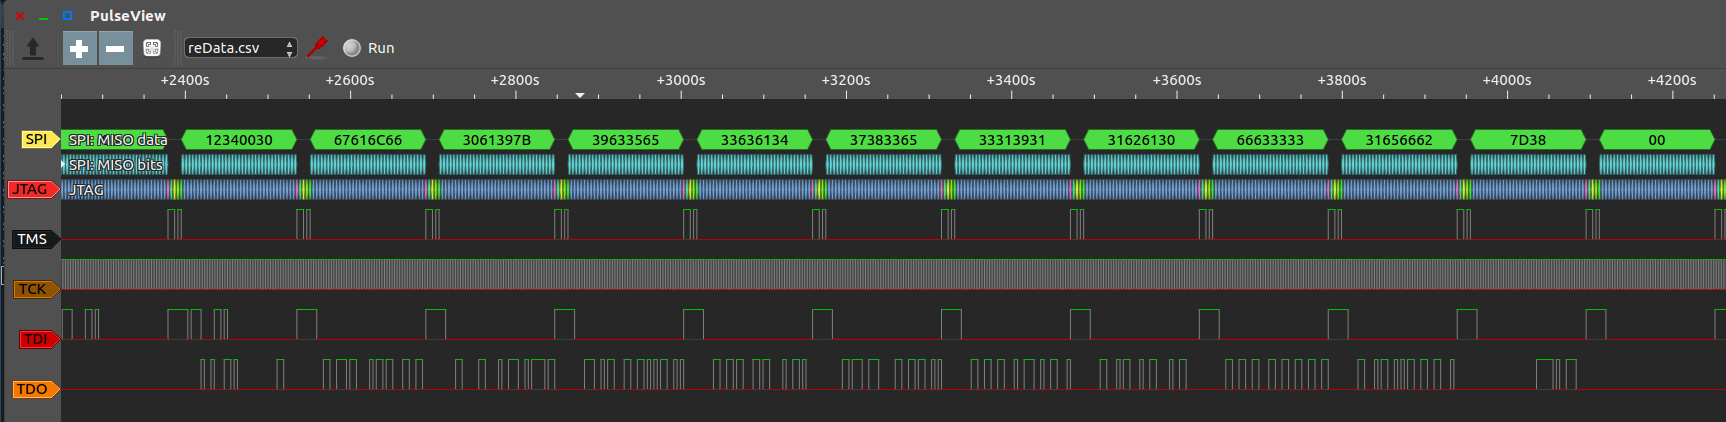 PulseView
reData.csv Run
+2400s +2600s +2800s +3000s +3200s +3400s +3600s +3800s +4000s +4200s
SPI SPI: MISO data 12340030 67616C66 3061397B 39633565 33636134 37383365 33313931 31626130 66633333 31656662 7D38 00
SPI: MISO bits
JTAG JTAG
TMS
TCK
TDI
TDO